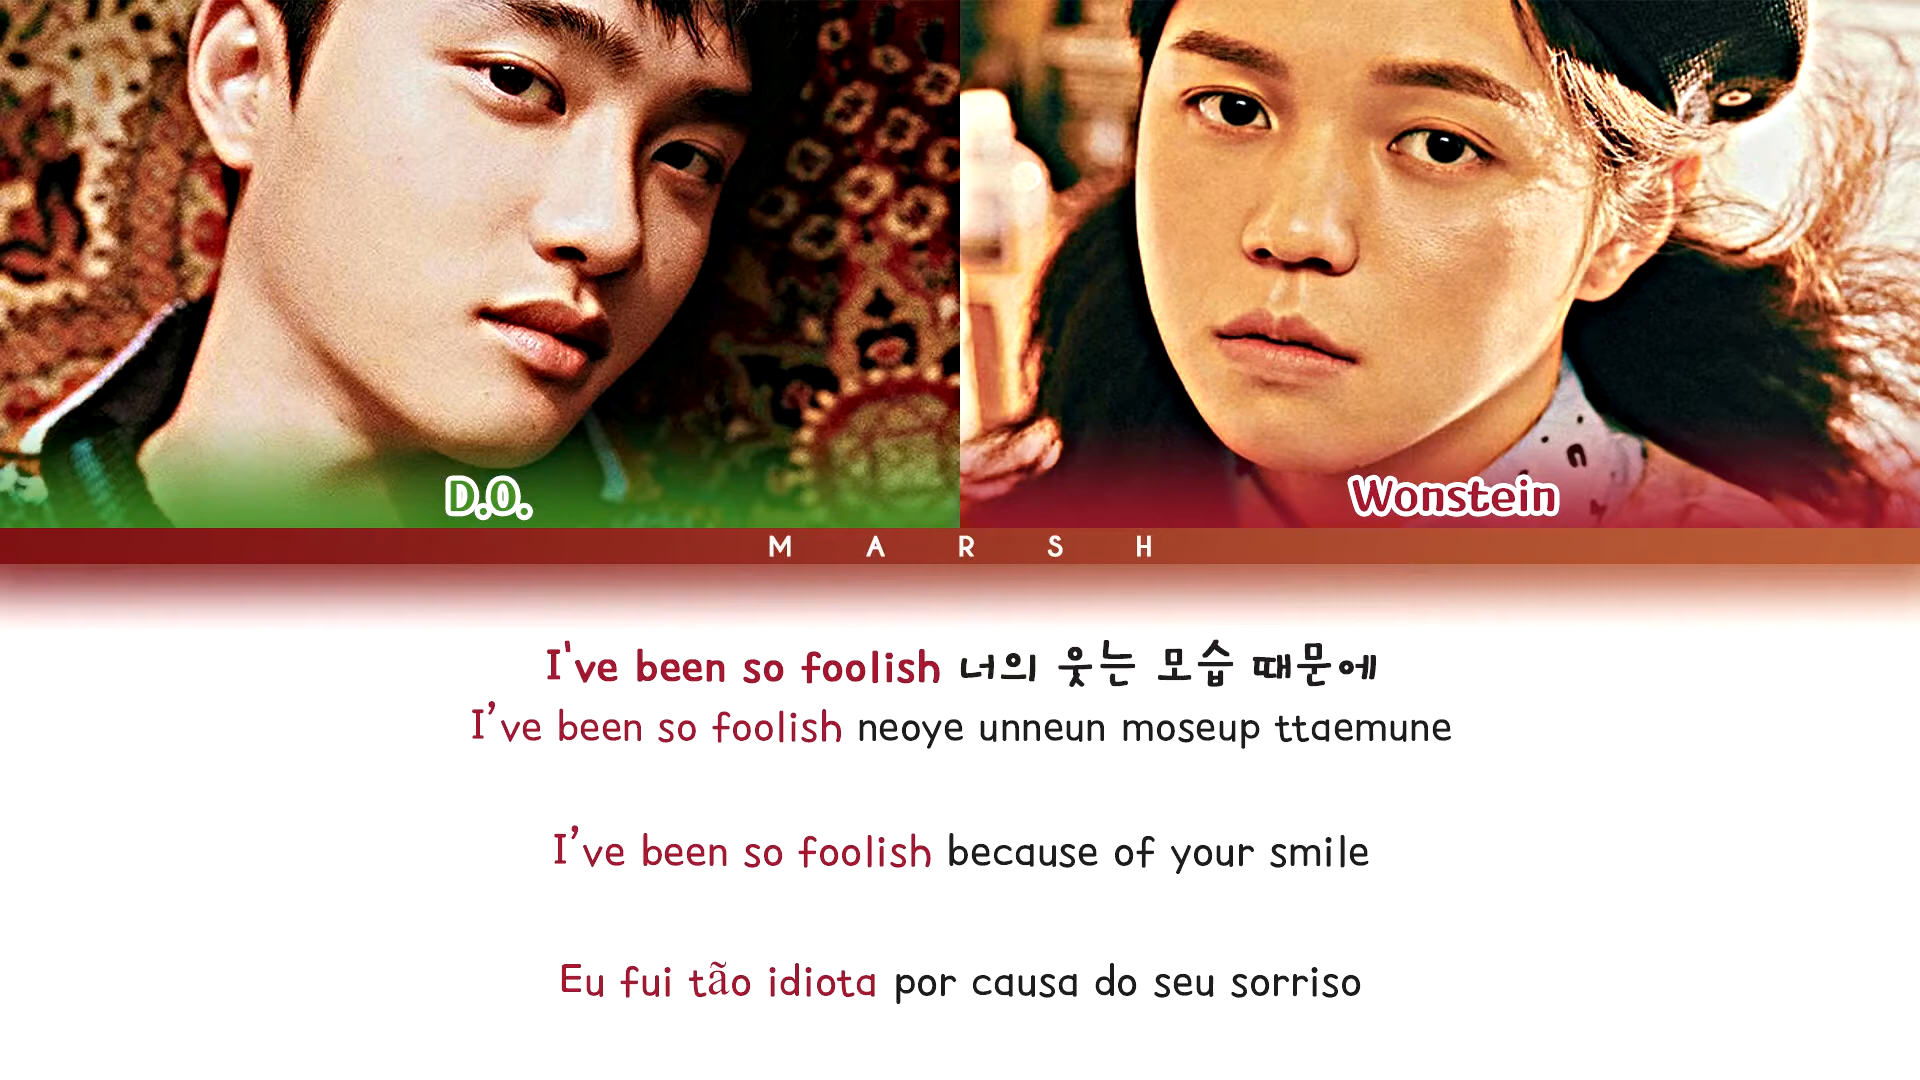 D.O.
Wonstein
MARSH
I've been so foolish 너의 웃는 모습 때문에
I’ve been so foolish neoye unneun moseup ttaemune
I’ve been so foolish because of your smile
Eu fui tão idiota por causa do seu sorriso